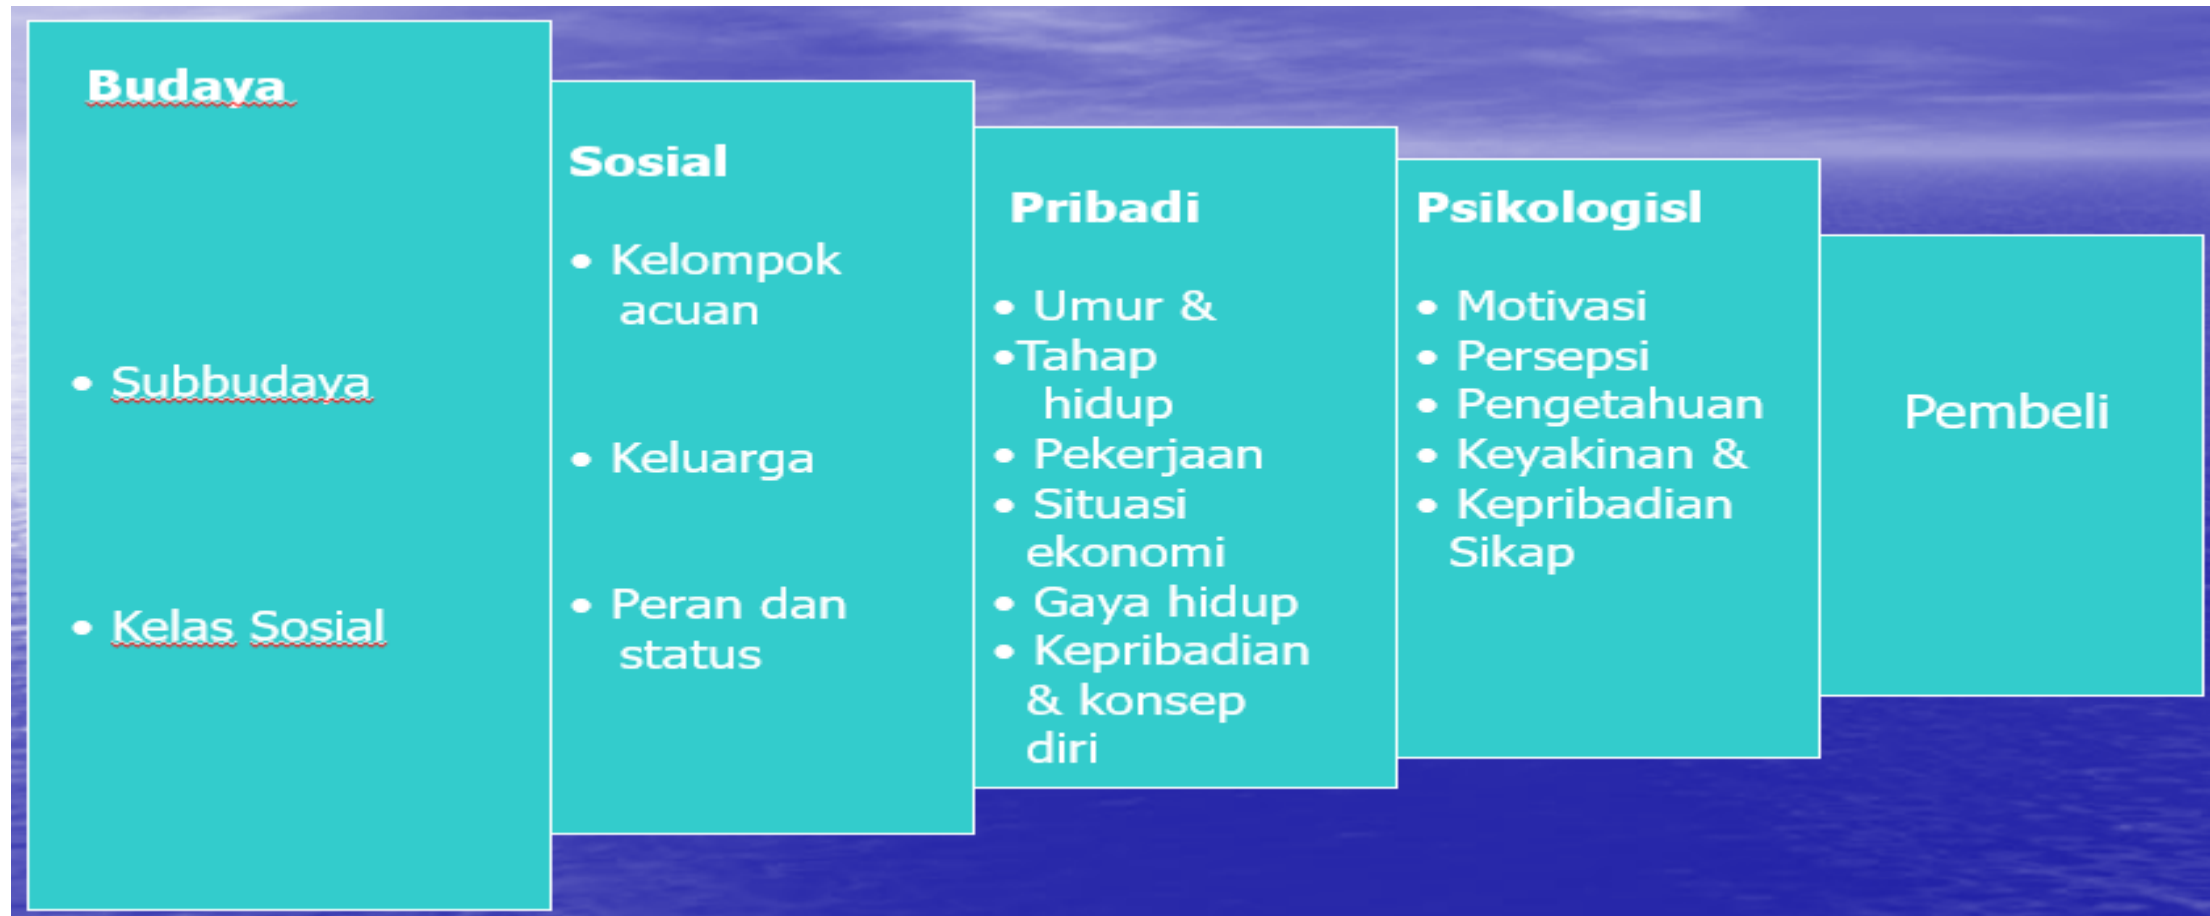 Budaya
• Subbudaya
• Kelas Sosial
Sosial
• Kelompok
acuan
• Keluarga
• Peran dan
status
Pribadi
• Umur &
•Tahap
hidup
• Pekerjaan
• Situasi
ekonomi
• Gaya hidup
• Kepribadian
& konsep
diri
Psikologisl
• Motivasi
• Persepsi
• Pengetahuan
• Keyakinan &
• Kepribadian
Sikap
Pembeli